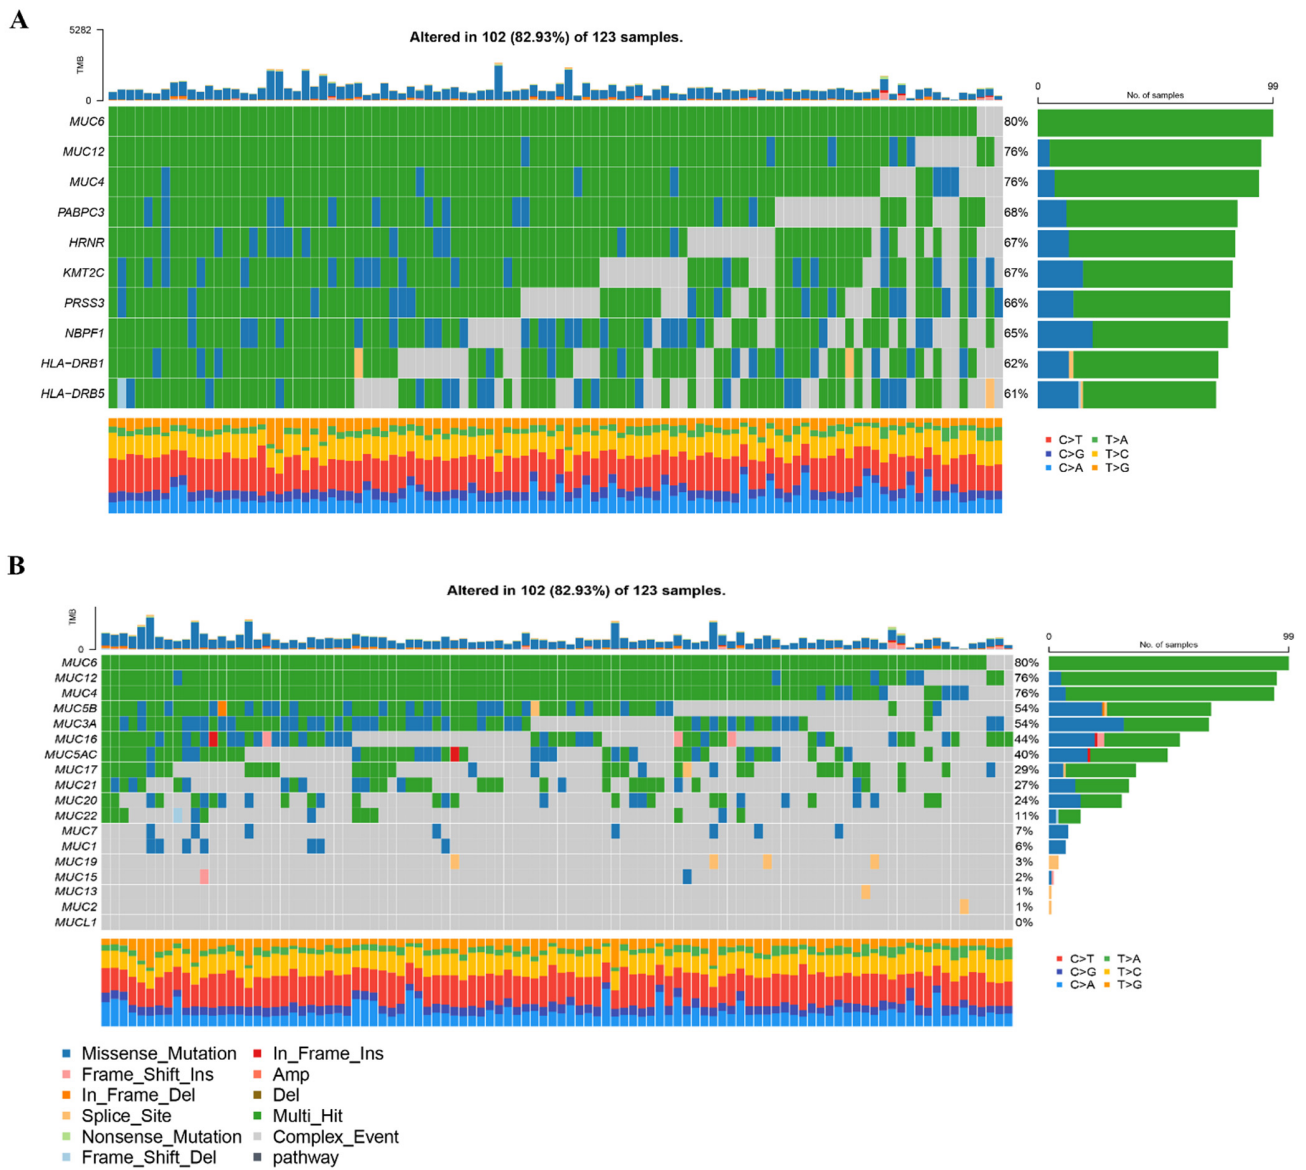 A
Altered in 102 (82.93%) of 123 samples.
5282
TMB
0
0
No. of samples
99
MUC6 80%
MUC12 76%
MUC4 76%
PABPC3 68%
HRNR 67%
KMT2C 67%
PRSS3 66%
NBPF1 65%
HLA−DRB1 62%
HLA−DRB5 61%
C>T T>A
C>G T>C
C>A T>G
B
Altered in 102 (82.93%) of 123 samples.
TMB
0
0
No. of samples
99
MUC6 80%
MUC12 76%
MUC4 76%
MUC5B 54%
MUC3A 54%
MUC16 44%
MUC5AC 40%
MUC17 29%
MUC21 27%
MUC20 24%
MUC22 11%
MUC7 7%
MUC1 6%
MUC19 3%
MUC15 2%
MUC13 1%
MUC2 1%
MUCL1 0%
C>T T>A
C>G T>C
C>A T>G
Missense_Mutation In_Frame_Ins
Frame_Shift_Ins Amp
In_Frame_Del Del
Splice_Site Multi_Hit
Nonsense_Mutation Complex_Event
Frame_Shift_Del pathway